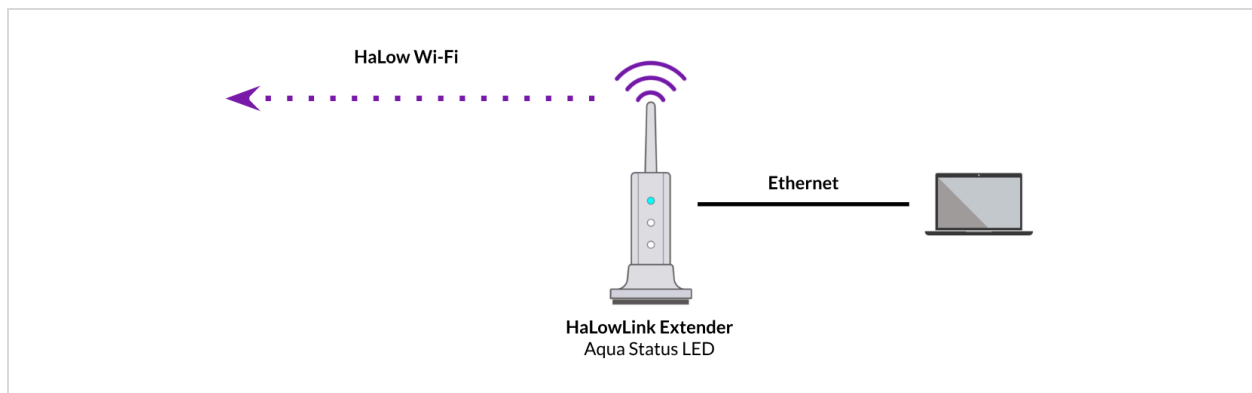 HaLow Wi-Fi
Ethernet
HaLowLink Extender
Aqua Status LED